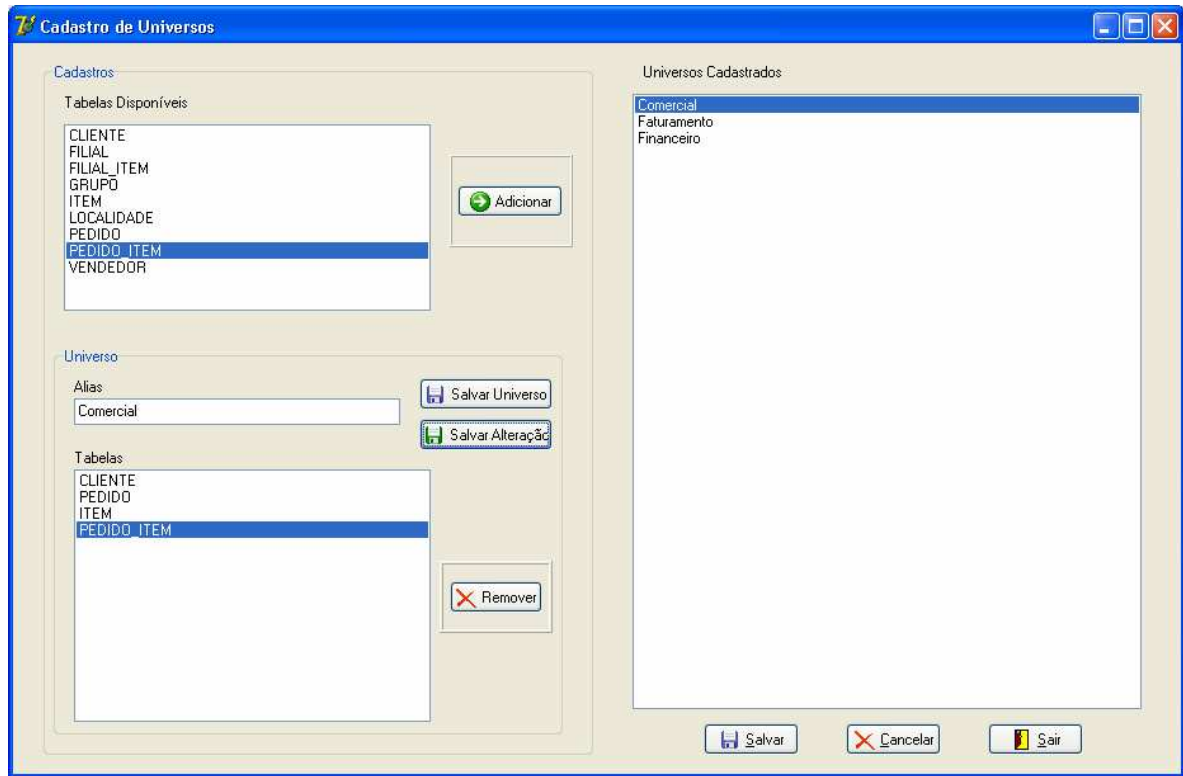 Cadastro de Universos
Cadastros
Tabelas Disponíveis
CLIENTE
FILIAL
FILIAL_ITEM
GRUPO
ITEM
LOCALIDADE
PEDIDO
PEDIDO_ITEM
VENDEDOR
Adicionar
Universo
Alias
Comercial
Salvar Universo
Salvar Alteração
Tabelas
CLIENTE
PEDIDO
ITEM
PEDIDO_ITEM
Remover
Universos Cadastrados
Comercial
Faturamento
Financeiro
Salvar
Cancelar
Sair